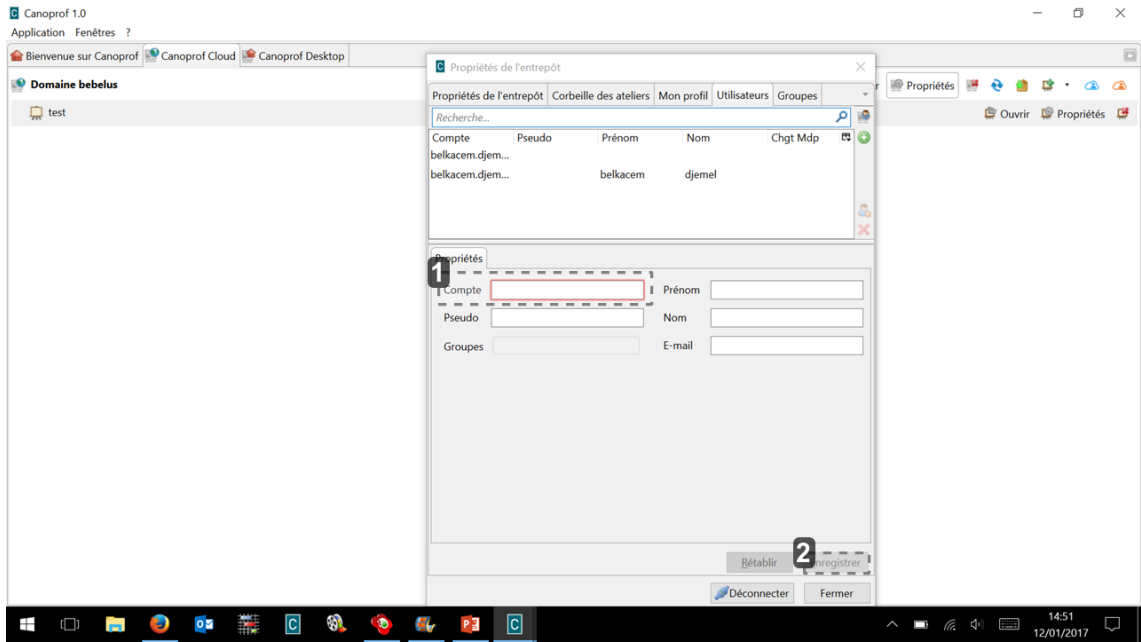 Canoprof 1.0
Application Fenêtres ?
Bienvenue sur Canoprof Canoprof Cloud Canoprof Desktop
Domaine bebelus
test
Propriétés
Ouvrir Propriétés
Propriétés de l'entrepôt
Propriétés de l'entrepôt Corbeille des ateliers Mon profil Utilisateurs Groupes
Recherche...
Compte Pseudo Prénom Nom Chgt Mdp
belkacem.djem...
belkacem.djem... belkacem djemel
Propriétés
1
Compte Prénom
Pseudo Nom
Groupes E-mail
2
Rétablir Enregistrer
Déconnecter Fermer
14:51
12/01/2017